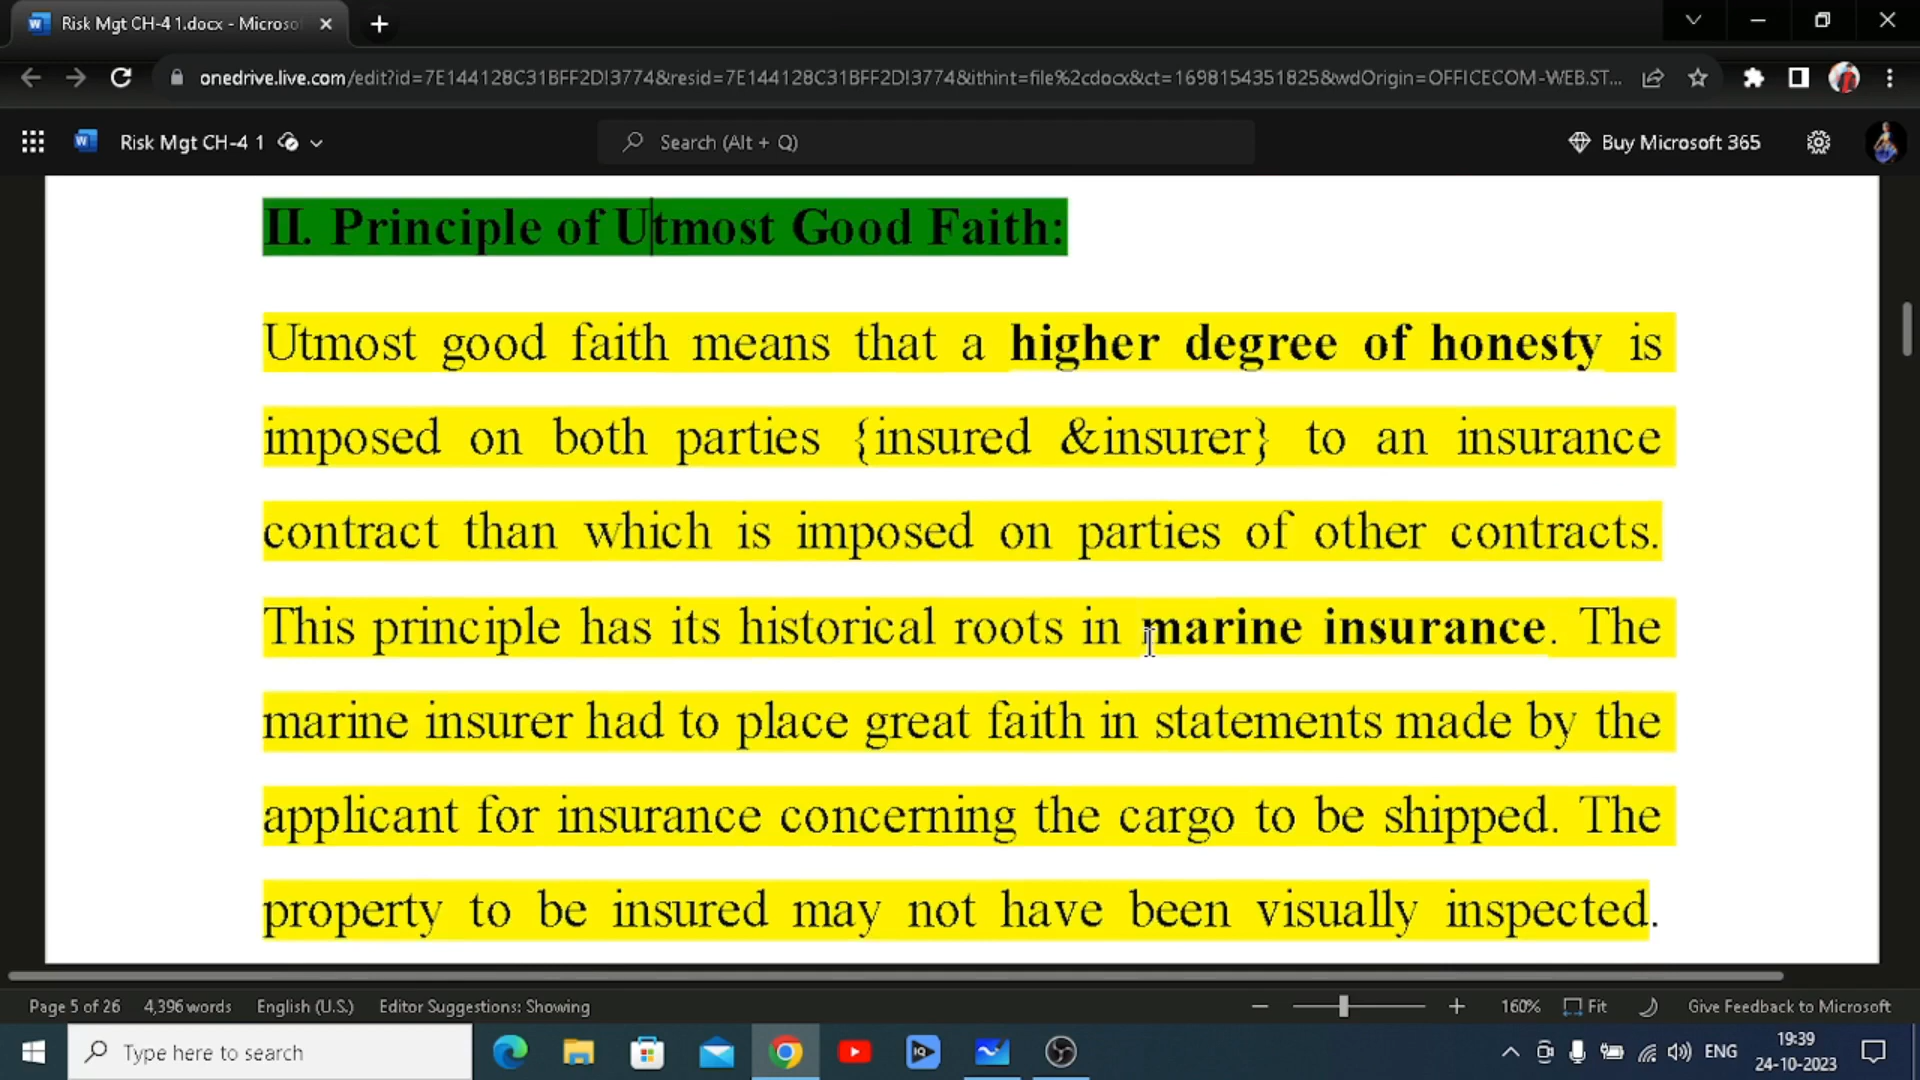 Risk Mgt CH-4 1.docx - Microso
onedrive.live.com/edit?id=7E144128C31BFF2D!3774&resid=7E144128C31BFF2D!3774&ithint=file%2cdocx&ct=1698154351825&wdOrigin=OFFICECOM-WEB.ST...
Risk Mgt CH-4 1
Search (Alt + Q)
Buy Microsoft 365
II. Principle of Utmost Good Faith:
Utmost good faith means that a higher degree of honesty is
imposed on both parties {insured &insurer} to an insurance
contract than which is imposed on parties of other contracts.
This principle has its historical roots in marine insurance. The
marine insurer had to place great faith in statements made by the
applicant for insurance concerning the cargo to be shipped. The
property to be insured may not have been visually inspected.
Page 5 of 26 4,396 words English (U.S.) Editor Suggestions: Showing 160% Fit Give Feedback to Microsoft
Type here to search
ENG
19:39
24-10-2023